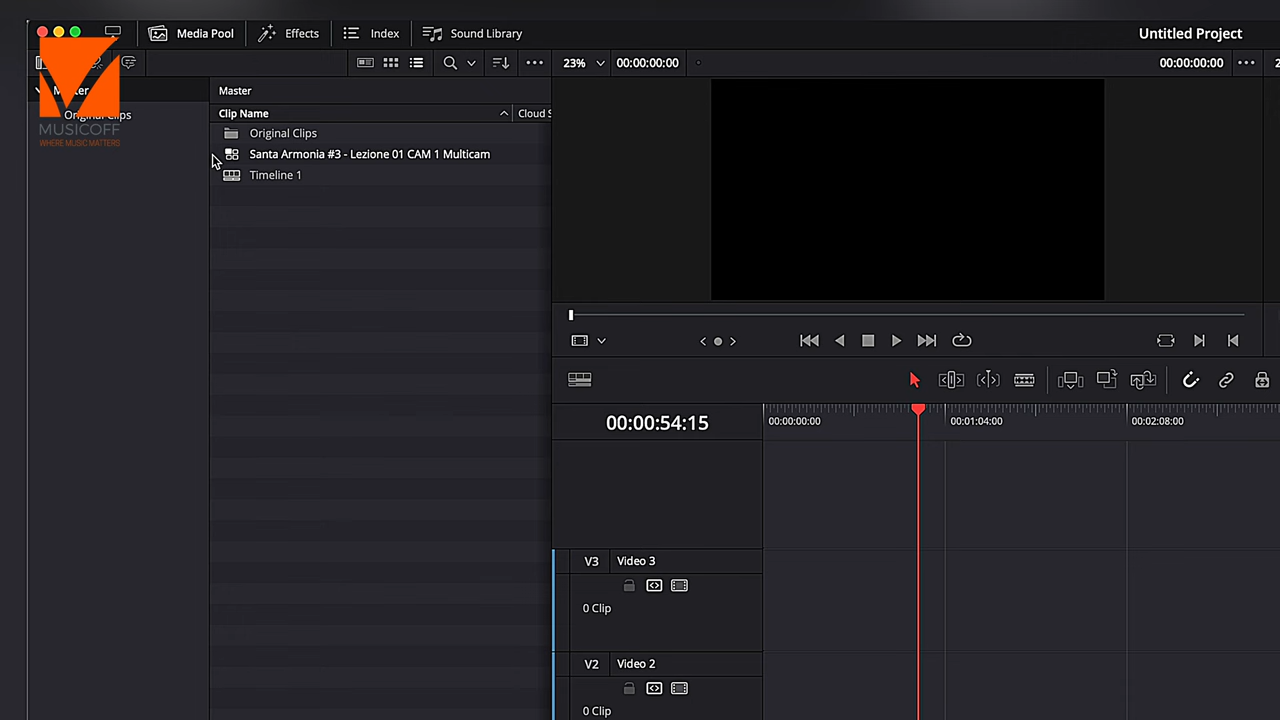 Media Pool
Effects
Index
Sound Library
Untitled Project
23%
00:00:00:00
00:00:00:00
Master
MUSICOFF
WHERE MUSIC MATTERS
Original Clips
Master
Clip Name
Cloud S
Original Clips
Santa Armonia #3 - Lezione 01 CAM 1 Multicam
Timeline 1
00:00:54:15
00:00:00:00
00:01:04:00
00:02:08:00
V3
Video 3
0 Clip
V2
Video 2
0 Clip